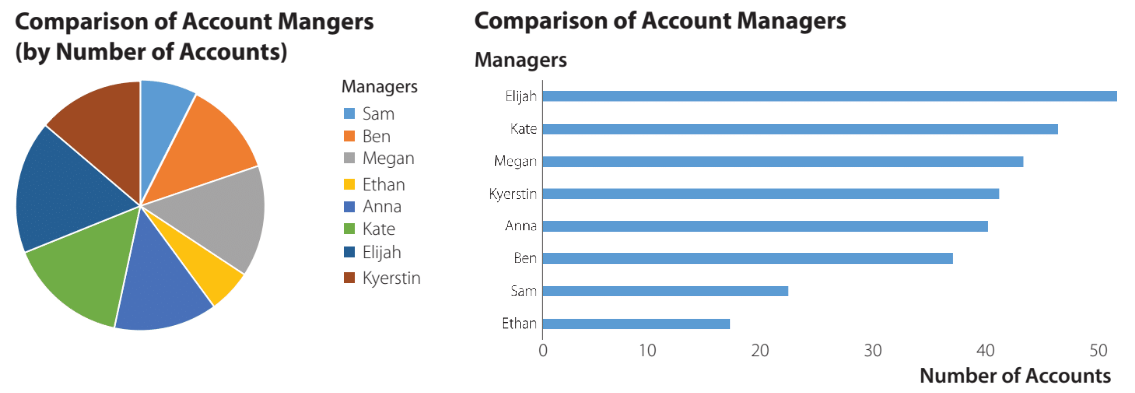 Comparison of Account Mangers
(by Number of Accounts)
Managers
Sam
Ben
Megan
Ethan
Anna
Kate
Elijah
Kyerstin
Comparison of Account Managers
Managers
Elijah
Kate
Megan
Kyerstin
Anna
Ben
Sam
Ethan
0 10 20 30 40 50
Number of Accounts